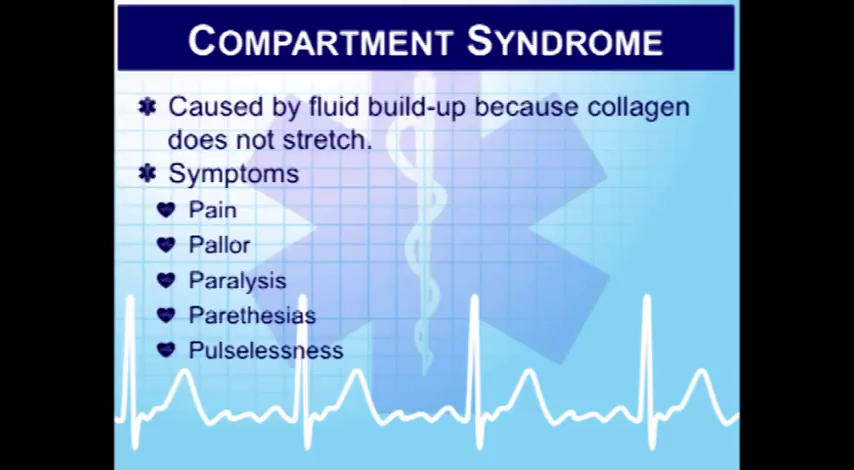 COMPARTMENT SYNDROME
Caused by fluid build-up because collagen
does not stretch.
Symptoms
Pain
Pallor
Paralysis
Parethesias
Pulselessness